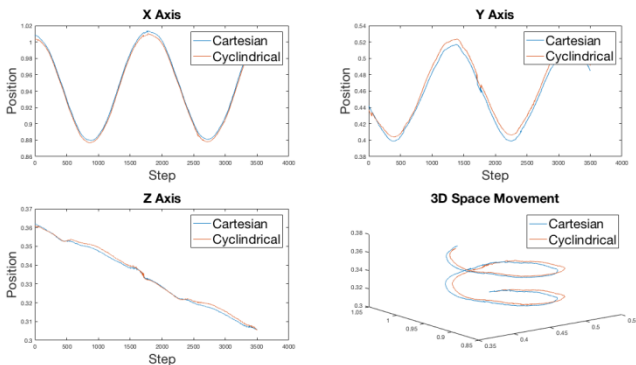 X Axis
1.02
1
0.98
0.96
0.94
0.92
0.9
0.88
0.86
Position
0 500 1000 1500 2000 2500 3000 3500 4000
Step
Cartesian
Cyclindrical
Y Axis
0.54
0.52
0.5
0.48
0.46
0.44
0.42
0.4
0.38
Position
0 500 1000 1500 2000 2500 3000 3500 4000
Step
Cartesian
Cyclindrical
Z Axis
0.37
0.36
0.35
0.34
0.33
0.32
0.31
0.3
Position
0 500 1000 1500 2000 2500 3000 3500 4000
Step
Cartesian
Cyclindrical
3D Space Movement
0.38
0.36
0.34
0.32
0.3
1.05
1
0.95
0.9
0.85
0.35
0.4
0.45
0.5
Cartesian
Cyclindrical